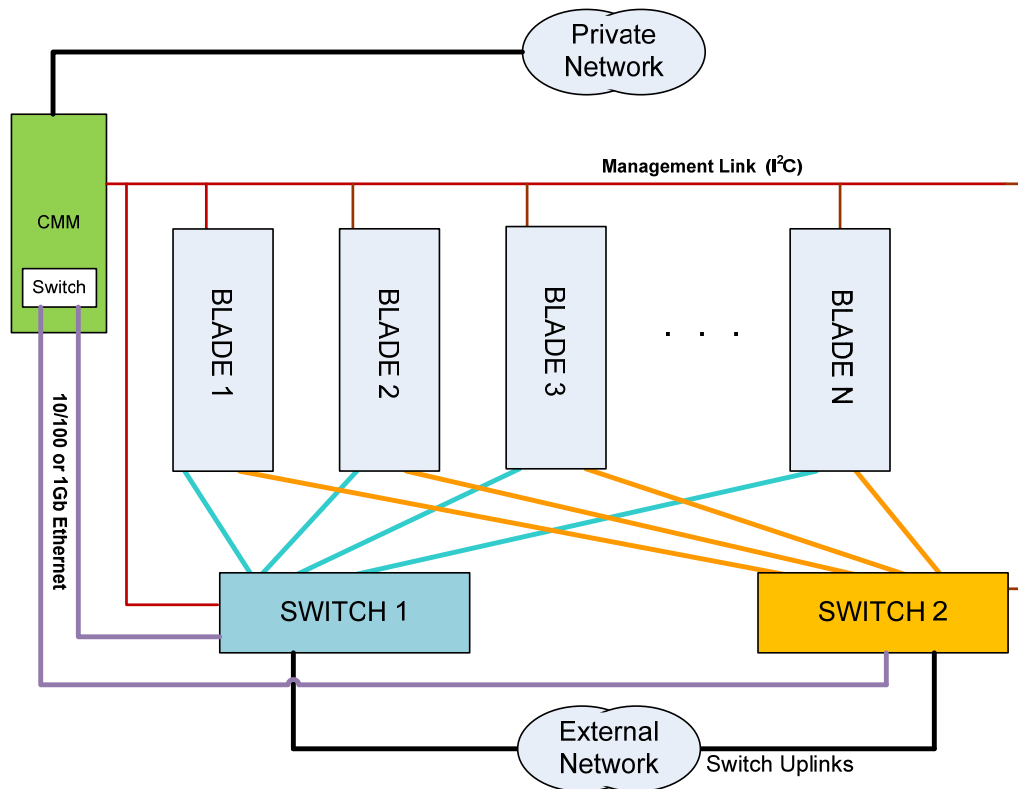 Private
Network
Management Link (I²C)
CMM
Switch
BLADE 1
BLADE 2
BLADE 3
. . .
BLADE N
10/100 or 1Gb Ethernet
SWITCH 1
SWITCH 2
External
Network
Switch Uplinks